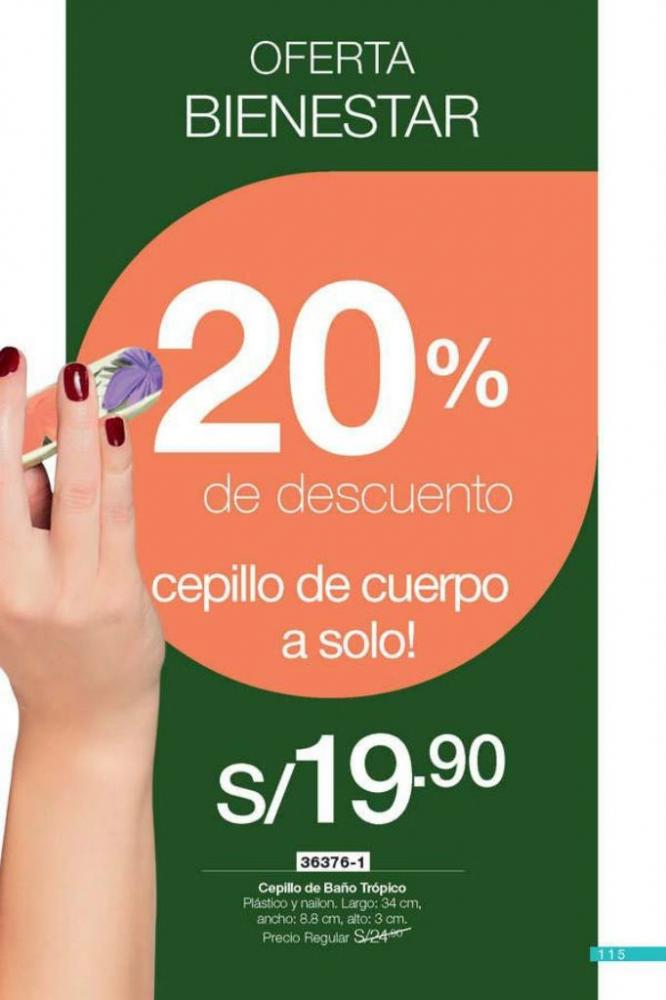 OFERTA
BIENESTAR
20%
de descuento
cepillo de cuerpo
a solo!
S/19.90
36376-1
Cepillo de Baño Trópico
Plástico y nailon. Largo: 34 cm,
ancho: 8.8 cm, alto: 3 cm.
Precio Regular S/24.90
115